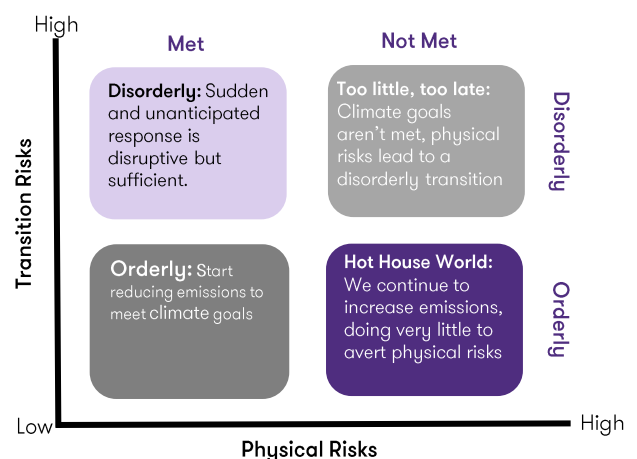 High
Met
Not Met
Transition Risks
Disorderly: Sudden
and unanticipated
response is
disruptive but
sufficient.
Too little, too late:
Climate goals
aren't met, physical
risks lead to a
disorderly transition
Disorderly
Orderly: Start
reducing emissions to
meet climate goals
Hot House World:
We continue to
increase emissions,
doing very little to
avert physical risks
Orderly
Low
High
Physical Risks